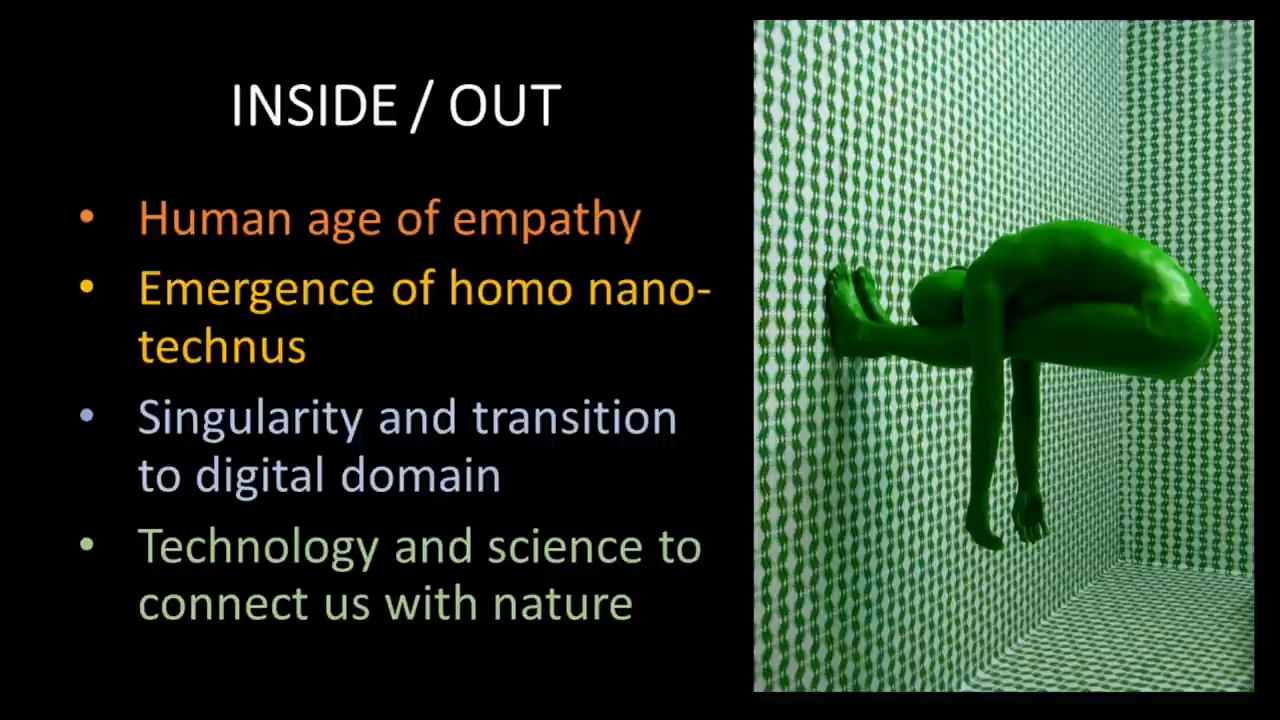 INSIDE / OUT
• Human age of empathy
• Emergence of homo nano-
technus
• Singularity and transition
to digital domain
• Technology and science to
connect us with nature